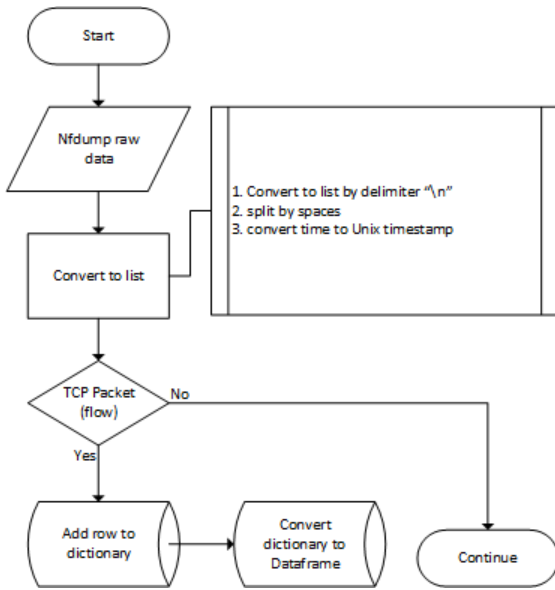 Start
Nfdump raw
data
1. Convert to list by delimiter “\n”
2. split by spaces
3. convert time to Unix timestamp
Convert to list
TCP Packet
(flow)
No
Yes
Add row to
dictionary
Convert
dictionary to
Dataframe
Continue